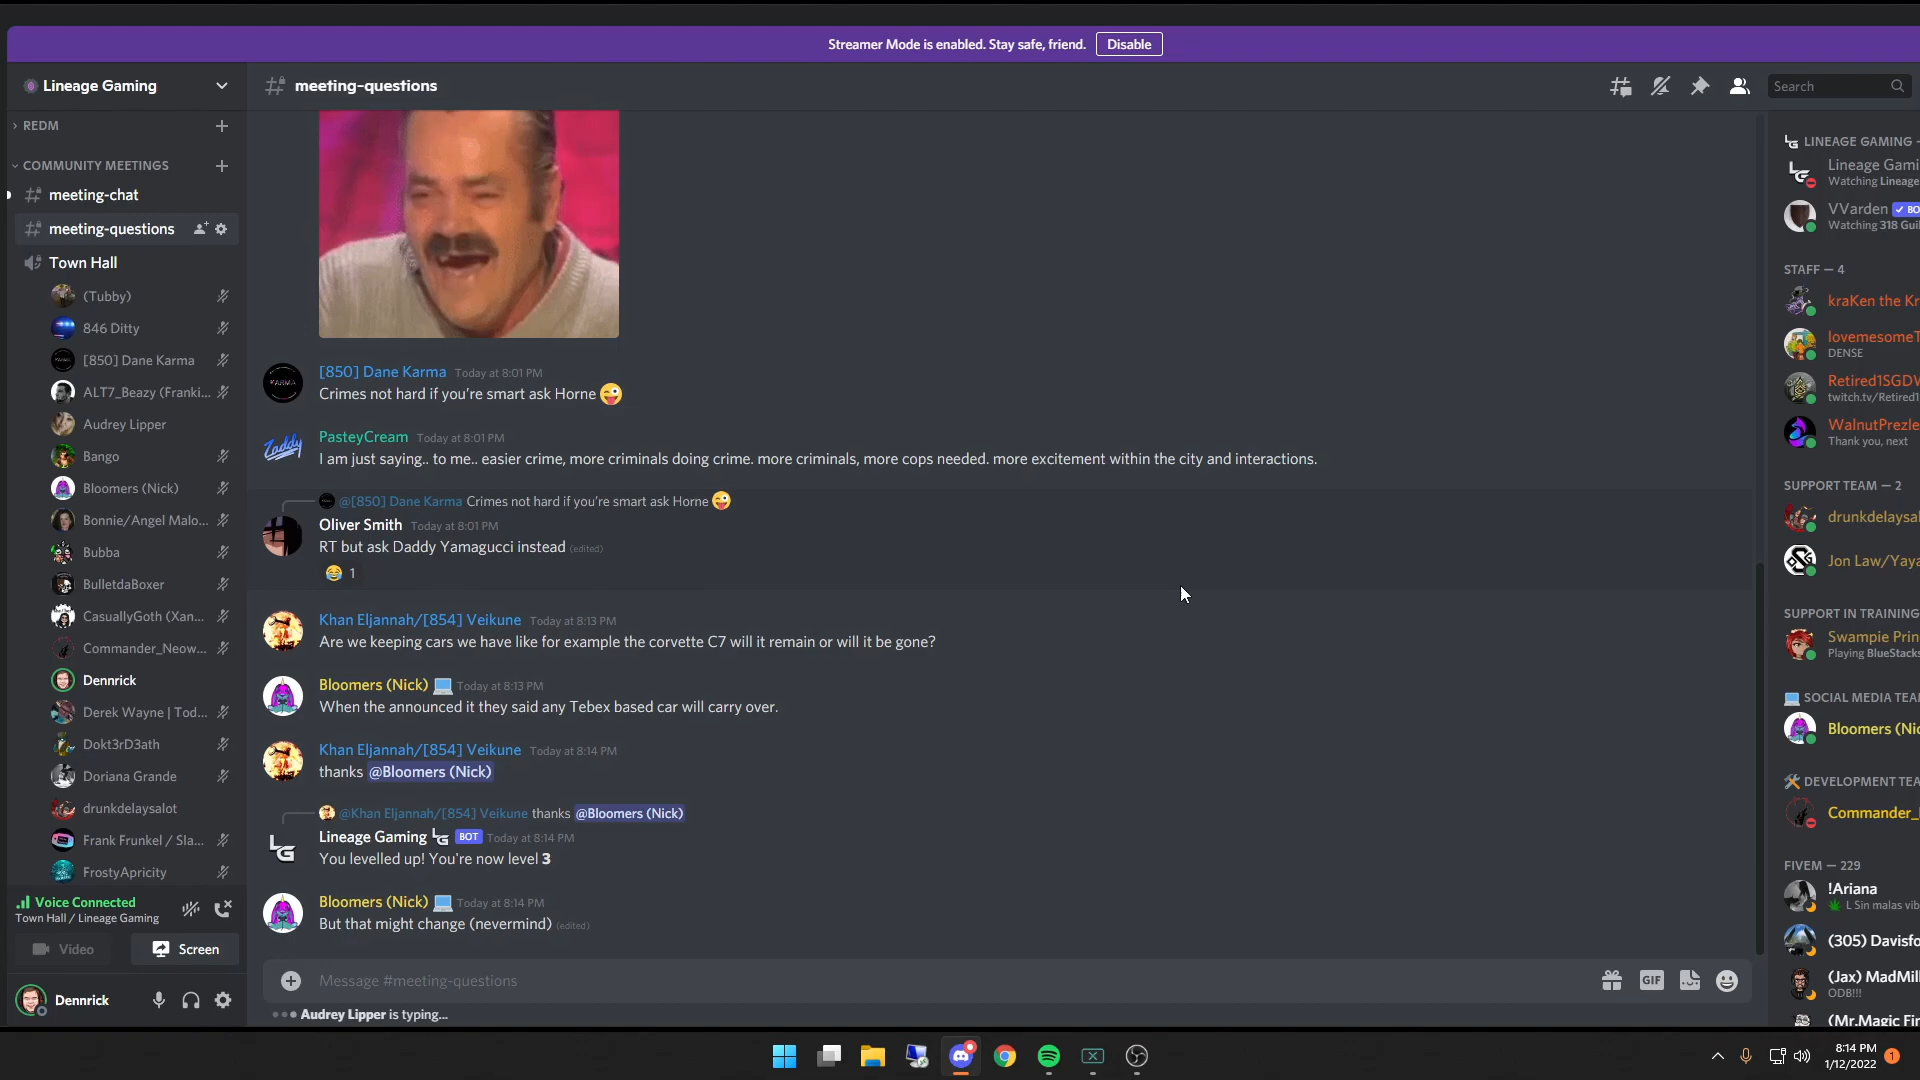 Streamer Mode is enabled. Stay safe, friend.
Disable
Lineage Gaming
meeting-questions
Search
REDM
COMMUNITY MEETINGS
meeting-chat
meeting-questions
Town Hall
(Tubby)
846 Ditty
[850] Dane Karma
ALT7_Beazy (Franki...
Audrey Lipper
Bango
Bloomers (Nick)
Bonnie/Angel Malo...
Bubba
BulletdaBoxer
CasuallyGoth (Xan...
Commander_Neow...
Dennrick
Derek Wayne | Tod...
Dokt3rD3ath
Doriana Grande
drunkdelaysalot
Frank Frunkel / Sla...
FrostyApricity
Voice Connected
Town Hall / Lineage Gaming
Video
Screen
Dennrick
[850] Dane Karma Today at 8:01 PM
Crimes not hard if you're smart ask Horne 😜
KARMA
PasteyCream Today at 8:01 PM
Zaddy
I am just saying.. to me.. easier crime, more criminals doing crime. more criminals, more cops needed. more excitement within the city and interactions.
@[850] Dane Karma Crimes not hard if you're smart ask Horne 😜
Oliver Smith Today at 8:01 PM
RT but ask Daddy Yamagucci instead (edited)
😂 1
Khan Eljannah/[854] Veikune Today at 8:13 PM
Are we keeping cars we have like for example the corvette C7 will it remain or will it be gone?
Bloomers (Nick) 💻 Today at 8:13 PM
When the announced it they said any Tebex based car will carry over.
Khan Eljannah/[854] Veikune Today at 8:14 PM
thanks @Bloomers (Nick)
@Khan Eljannah/[854] Veikune thanks @Bloomers (Nick)
Lineage Gaming LG BOT Today at 8:14 PM
LG
You levelled up! You're now level 3
Bloomers (Nick) 💻 Today at 8:14 PM
But that might change (nevermind) (edited)
Message #meeting-questions
GIF
Audrey Lipper is typing...
LG LINEAGE GAMING -
LG
Lineage Gami
Watching Lineage
VVarden ✓ BO
Watching 318 Guil
STAFF — 4
kraKen the Kr
lovemesomeT
DENSE
Retired1SGDV
twitch.tv/Retired1
WalnutPrezle
Thank you, next
SUPPORT TEAM — 2
drunkdelaysal
Jon Law/Yaya
SUPPORT IN TRAINING
Swampie Prin
Playing BlueStacks
💻 SOCIAL MEDIA TEA
Bloomers (Nic
🛠 DEVELOPMENT TEA
Commander_
FIVEM — 229
!Ariana
L Sin malas vib
(305) Davisfo
(Jax) MadMill
ODB!!!
(Mr.Magic Fir
8:14 PM
1/12/2022
1